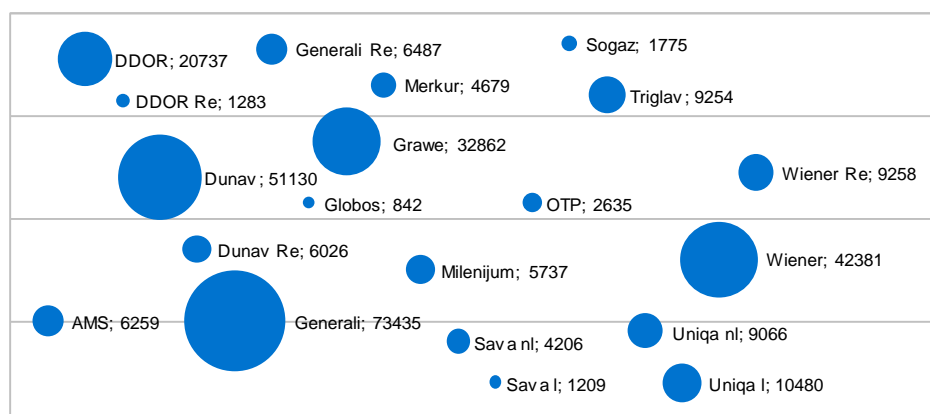 Sogaz; 1775
Generali Re; 6487
DDOR; 20737
Merkur; 4679
Triglav; 9254
DDOR Re; 1283
Grawe; 32862
Wiener Re; 9258
Dunav; 51130
Globos; 842
OTP; 2635
Dunav Re; 6026
Wiener; 42381
Milenijum; 5737
AMS; 6259
Generali; 73435
Uniqa nl; 9066
Sava nl; 4206
Sava l; 1209
Uniqa l; 10480